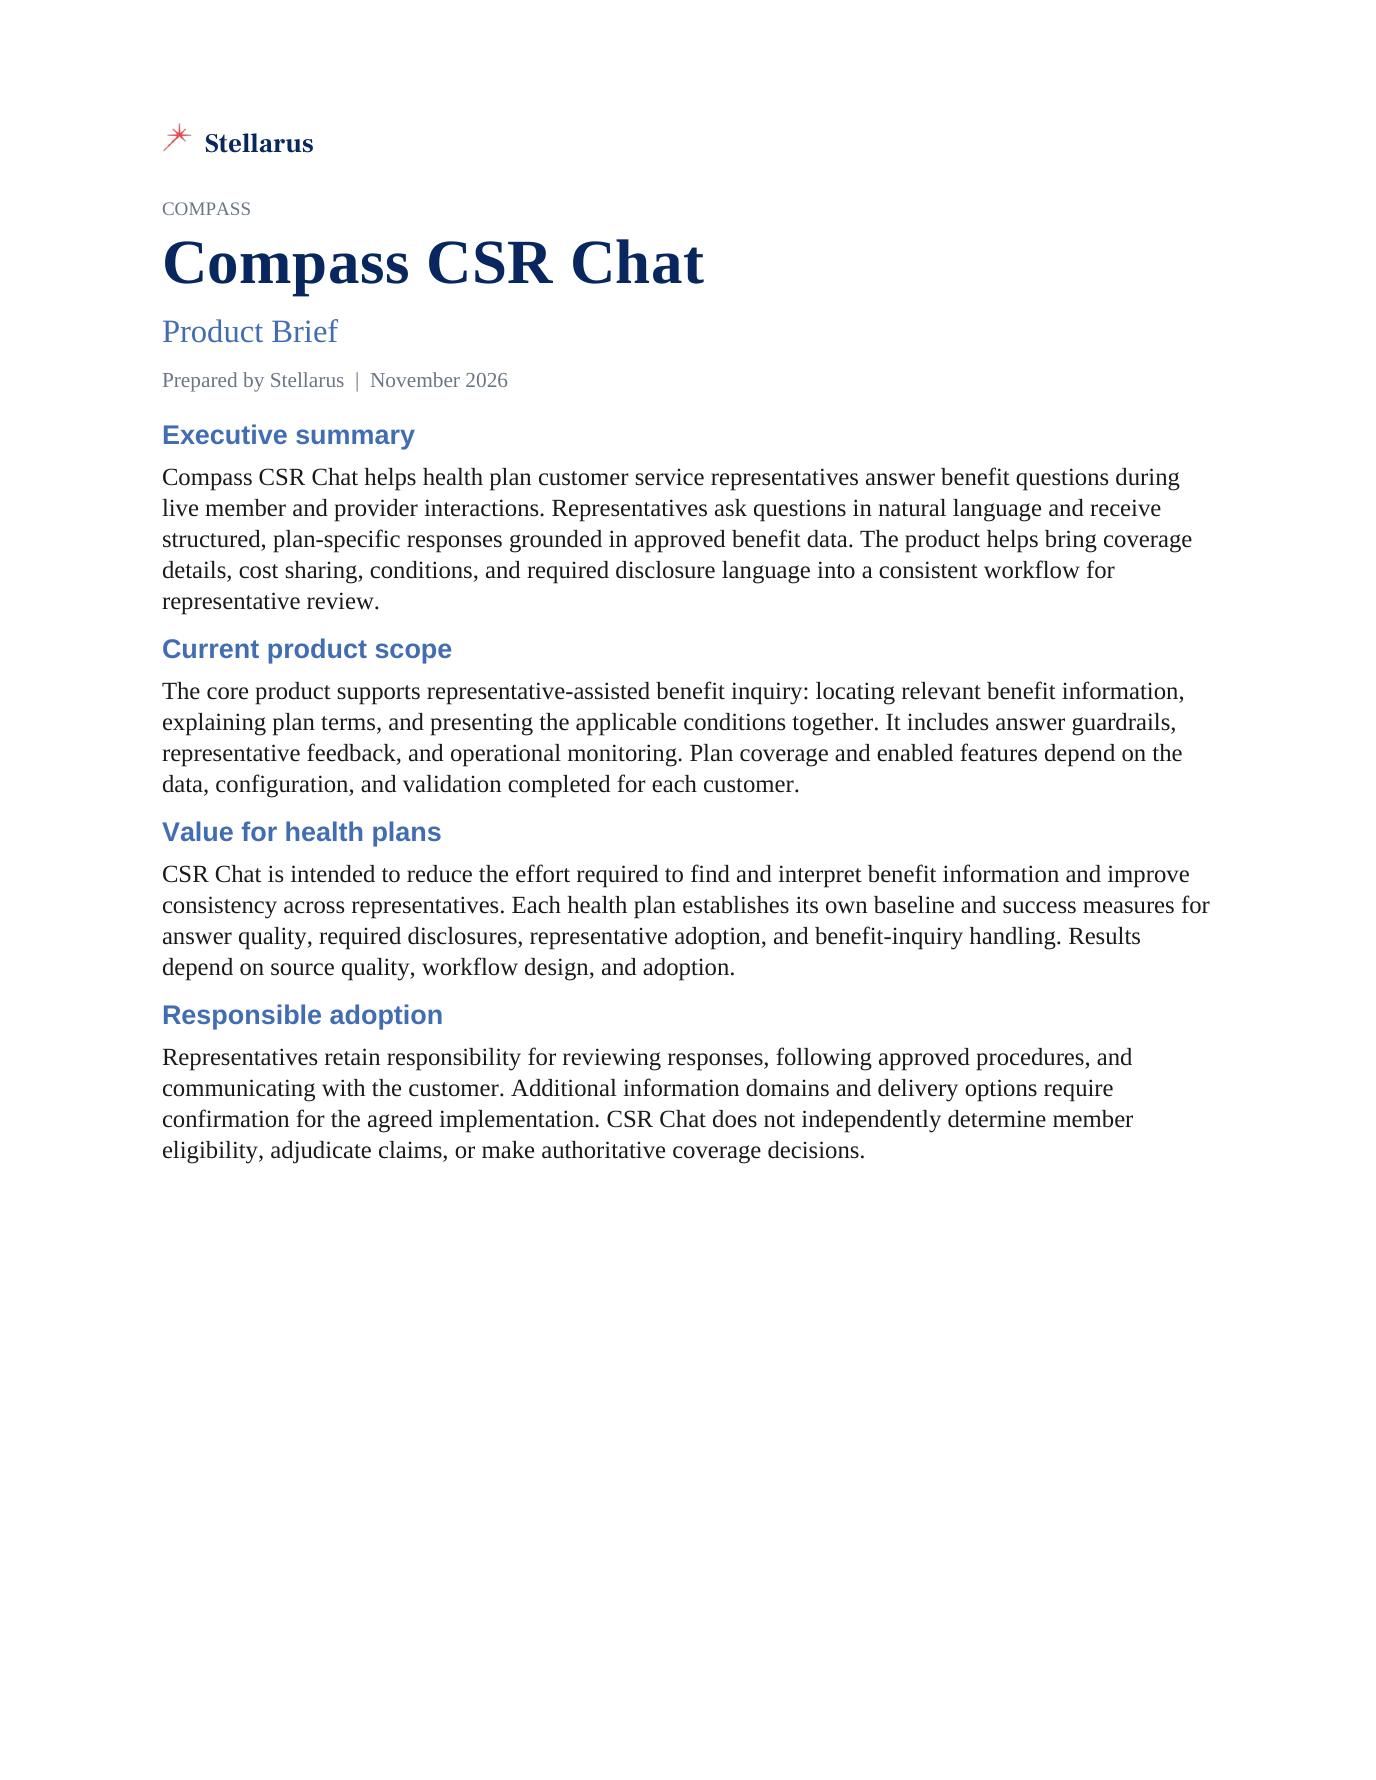 Stellarus
COMPASS
Compass CSR Chat
Product Brief
Prepared by Stellarus | November 2026
Executive summary
Compass CSR Chat helps health plan customer service representatives answer benefit questions during
live member and provider interactions. Representatives ask questions in natural language and receive
structured, plan-specific responses grounded in approved benefit data. The product helps bring coverage
details, cost sharing, conditions, and required disclosure language into a consistent workflow for
representative review.
Current product scope
The core product supports representative-assisted benefit inquiry: locating relevant benefit information,
explaining plan terms, and presenting the applicable conditions together. It includes answer guardrails,
representative feedback, and operational monitoring. Plan coverage and enabled features depend on the
data, configuration, and validation completed for each customer.
Value for health plans
CSR Chat is intended to reduce the effort required to find and interpret benefit information and improve
consistency across representatives. Each health plan establishes its own baseline and success measures for
answer quality, required disclosures, representative adoption, and benefit-inquiry handling. Results
depend on source quality, workflow design, and adoption.
Responsible adoption
Representatives retain responsibility for reviewing responses, following approved procedures, and
communicating with the customer. Additional information domains and delivery options require
confirmation for the agreed implementation. CSR Chat does not independently determine member
eligibility, adjudicate claims, or make authoritative coverage decisions.